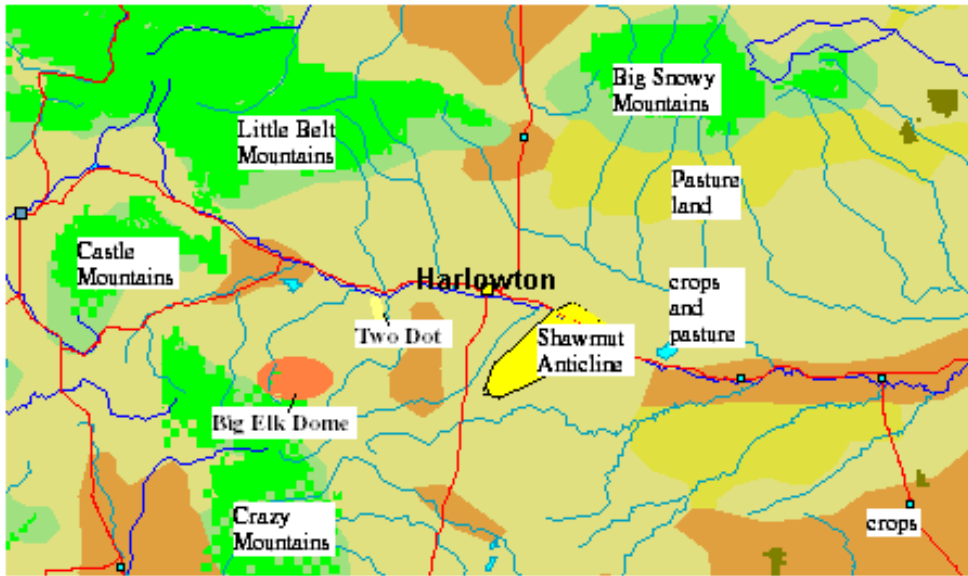 Big Snowy
Mountains
Little Belt
Mountains
Pasture
land
Castle
Mountains
Harlowton
crops
and
pasture
Two Dot
Shawmut
Anticline
Big Elk Dome
Crazy
Mountains
crops